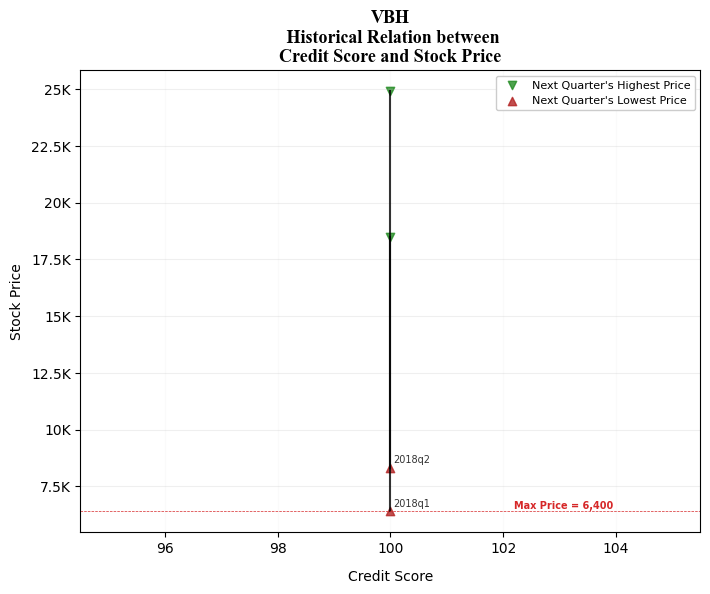 VBH
Historical Relation between
Credit Score and Stock Price
Next Quarter's Highest Price
Next Quarter's Lowest Price
Stock Price
25K
22.5K
20K
17.5K
15K
12.5K
10K
7.5K
2018q2
2018q1
Max Price = 6,400
96 98 100 102 104
Credit Score